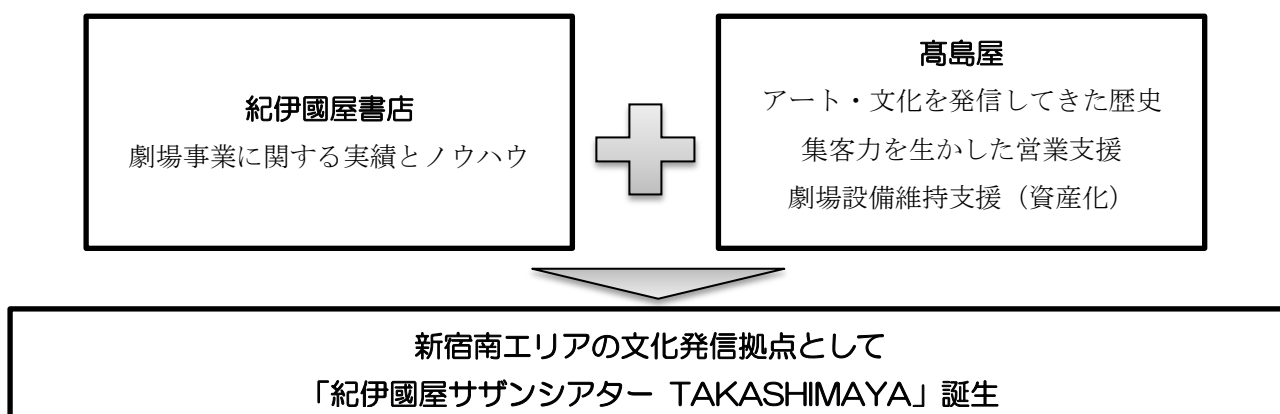 紀伊國屋書店
劇場事業に関する実績とノウハウ
髙島屋
アート・文化を発信してきた歴史
集客力を生かした営業支援
劇場設備維持支援（資産化）
新宿南エリアの文化発信拠点として
「紀伊國屋サザンシアター TAKASHIMAYA」誕生